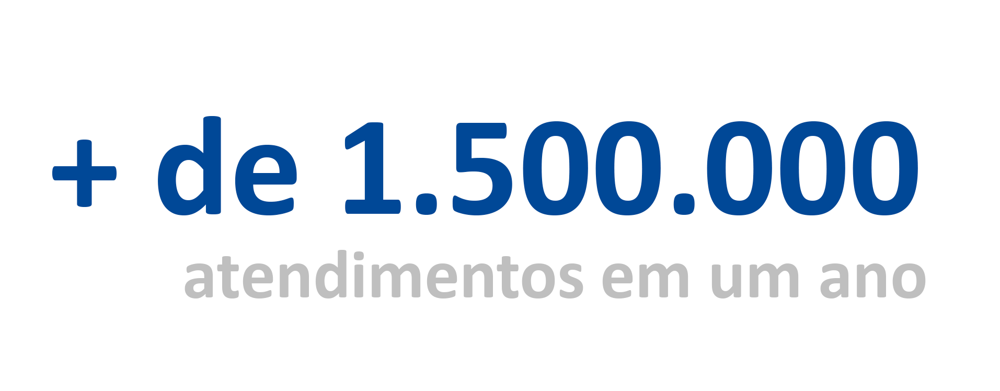 + de 1.500.000
atendimentos em um ano